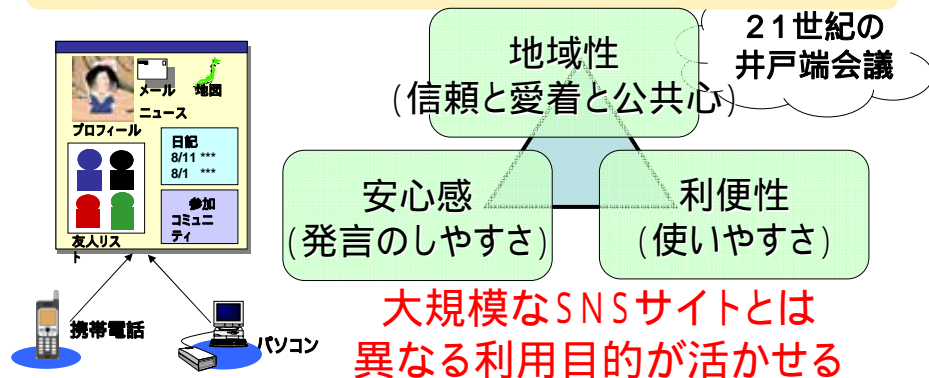 21世紀の
井戸端会議
地域性
(信頼と愛着と公共心)
安心感
(発言のしやすさ)
利便性
(使いやすさ)
大規模なSNSサイトとは
異なる利用目的が活かせる
メール
地図
ニュース
プロフィール
日記
8/11 ***
8/1 ***
参加
コミュニ
ティ
友人リス
ト
携帯電話
パソコン